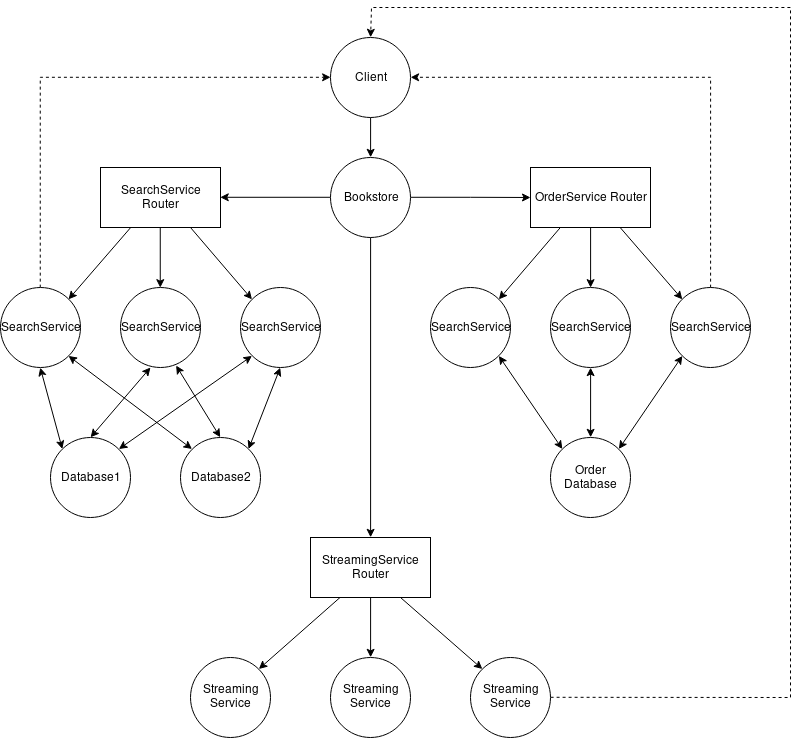 Client
SearchService
Router
Bookstore
OrderService Router
SearchService
SearchService
SearchService
SearchService
SearchService
SearchService
Database1
Database2
Order
Database
StreamingService
Router
Streaming
Service
Streaming
Service
Streaming
Service